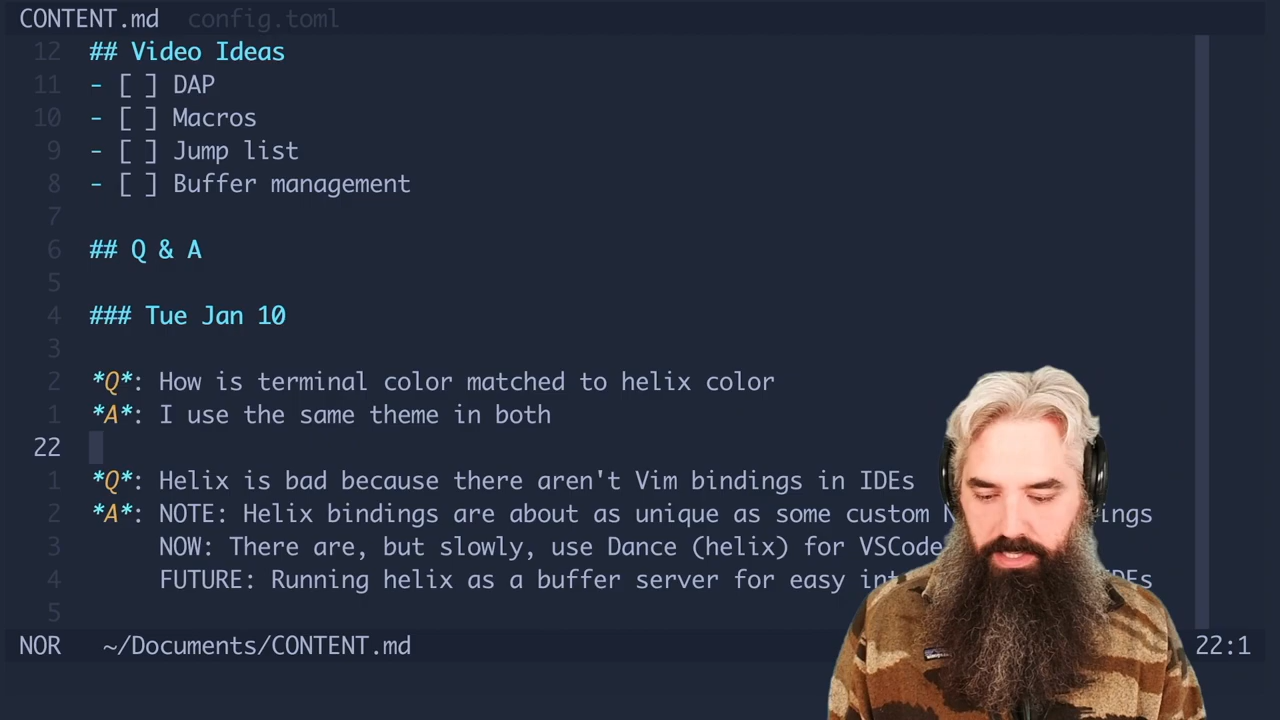 CONTENT.md config.toml
12 ## Video Ideas
11 - [ ] DAP
10 - [ ] Macros
9 - [ ] Jump list
8 - [ ] Buffer management
7
6 ## Q & A
5
4 ### Tue Jan 10
3
2 *Q*: How is terminal color matched to helix color
1 *A*: I use the same theme in both
22
1 *Q*: Helix is bad because there aren't Vim bindings in IDEs
2 *A*: NOTE: Helix bindings are about as unique as some custom
3 NOW: There are, but slowly, use Dance (helix) for VSCode
4 FUTURE: Running helix as a buffer server for easy
5
NOR ~/Documents/CONTENT.md 22:1